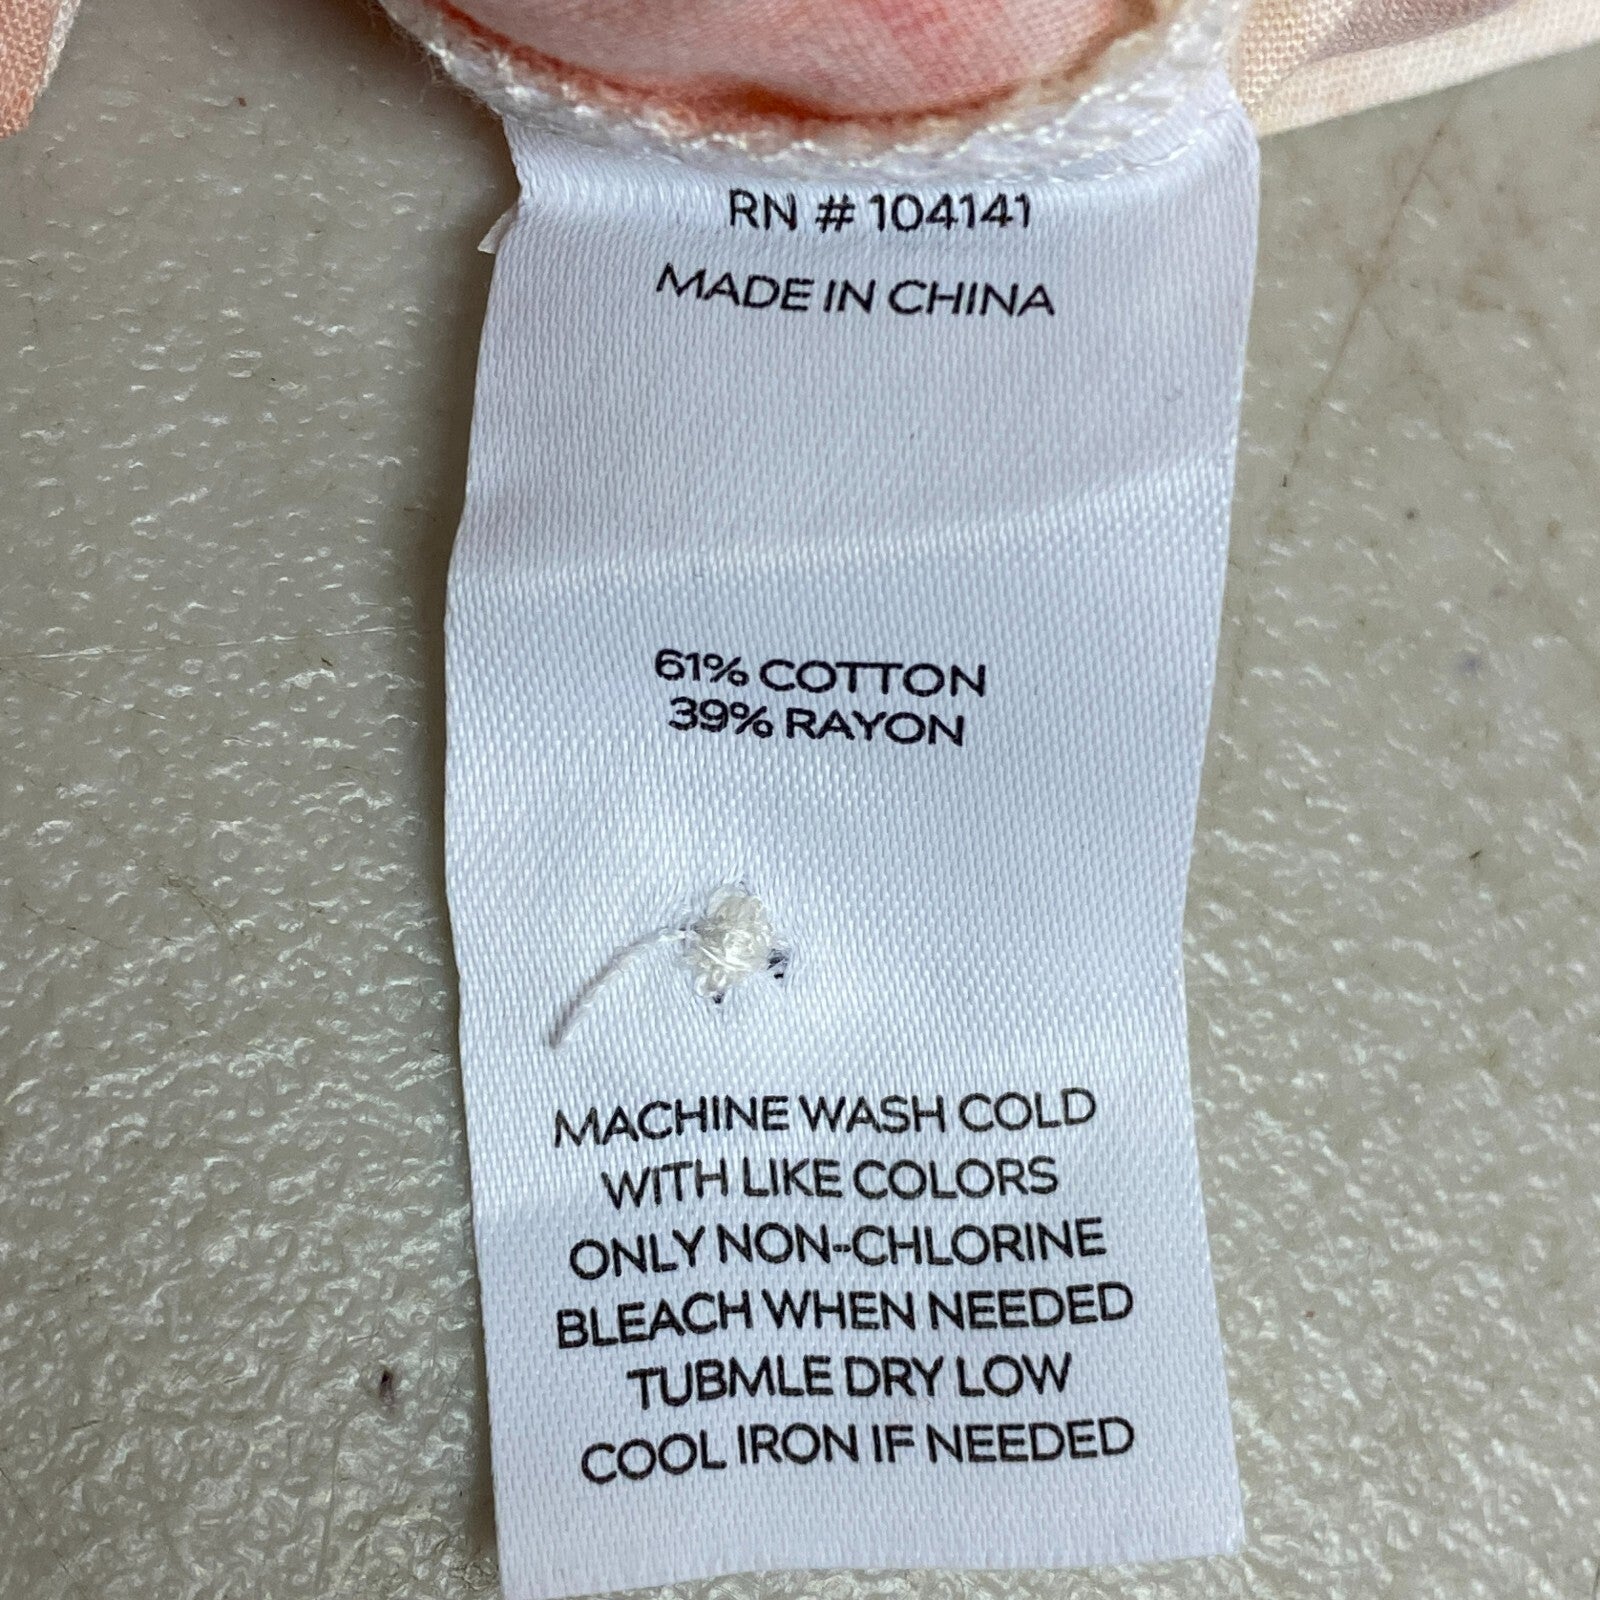 RN # 104141
MADE IN CHINA
61% COTTON
39% RAYON
MACHINE WASH COLD
WITH LIKE COLORS
ONLY NON-CHLORINE
BLEACH WHEN NEEDED
TUBMLE DRY LOW
COOL IRON IF NEEDED